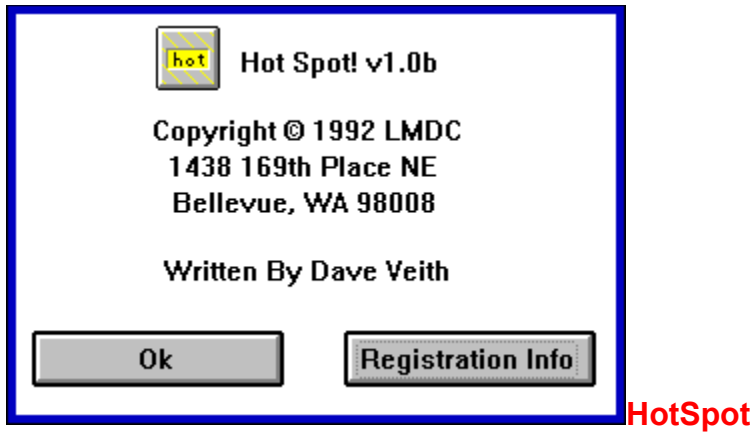 hot
Hot Spot! v1.0b
Copyright © 1992 LMDC
1438 169th Place NE
Bellevue, WA 98008
Written By Dave Veith
Ok
Registration Info
HotSpot